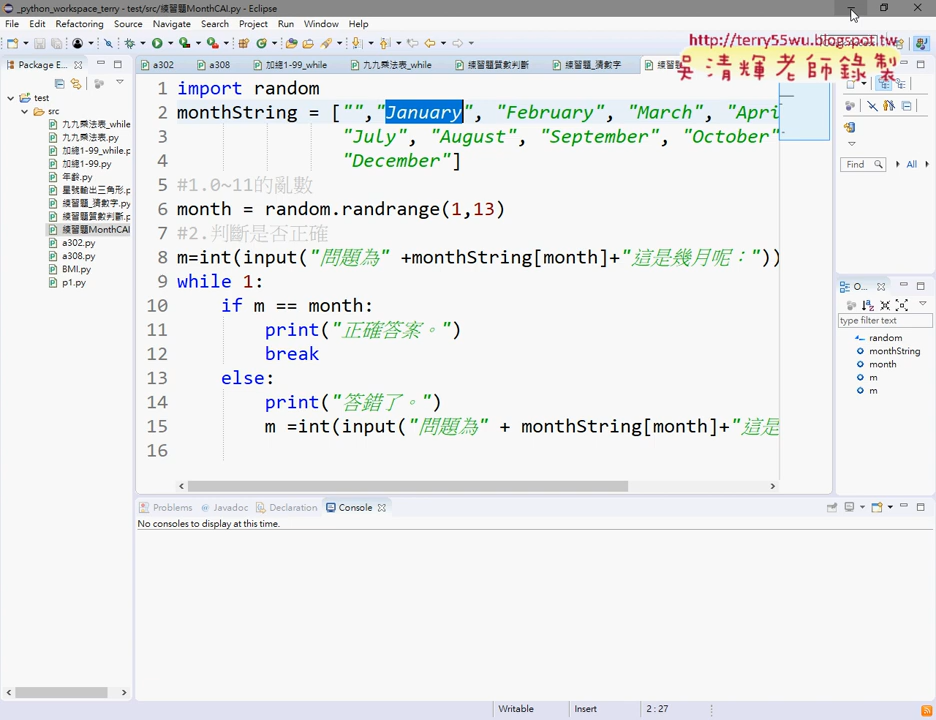 _python_workspace_terry - test/src/練習題MonthCAI.py - Eclipse
File Edit Refactoring Source Navigate Search Project Run Window Help
http://terry55wu.blogspot.tw
吳清輝老師錄製
Package E...
a302 a308 加總1-99_while 九九乘法表_while 練習題質數判斷 練習題_猜數字
test
src
九九乘法表_while
九九乘法表.py
加總1-99_while.p
加總1-99.py
年齡.py
星號輸出三角形.p
練習題_猜數字.py
練習題質數判斷.p
練習題MonthCAI
a302.py
a308.py
BMI.py
p1.py
1 import random
2 monthString = ["","January", "February", "March", "Apri
3 "July", "August", "September", "October"
4 "December"]
5 #1.0~11的亂數
6 month = random.randrange(1,13)
7 #2.判斷是否正確
8 m=int(input("問題為" +monthString[month]+"這是幾月呢："))
9 while 1:
10 if m == month:
11 print("正確答案。")
12 break
13 else:
14 print("答錯了。")
15 m =int(input("問題為" + monthString[month]+"這是
16
Find All
O...
type filter text
random
monthString
month
m
m
Problems Javadoc Declaration Console
No consoles to display at this time.
Writable Insert 2 : 27